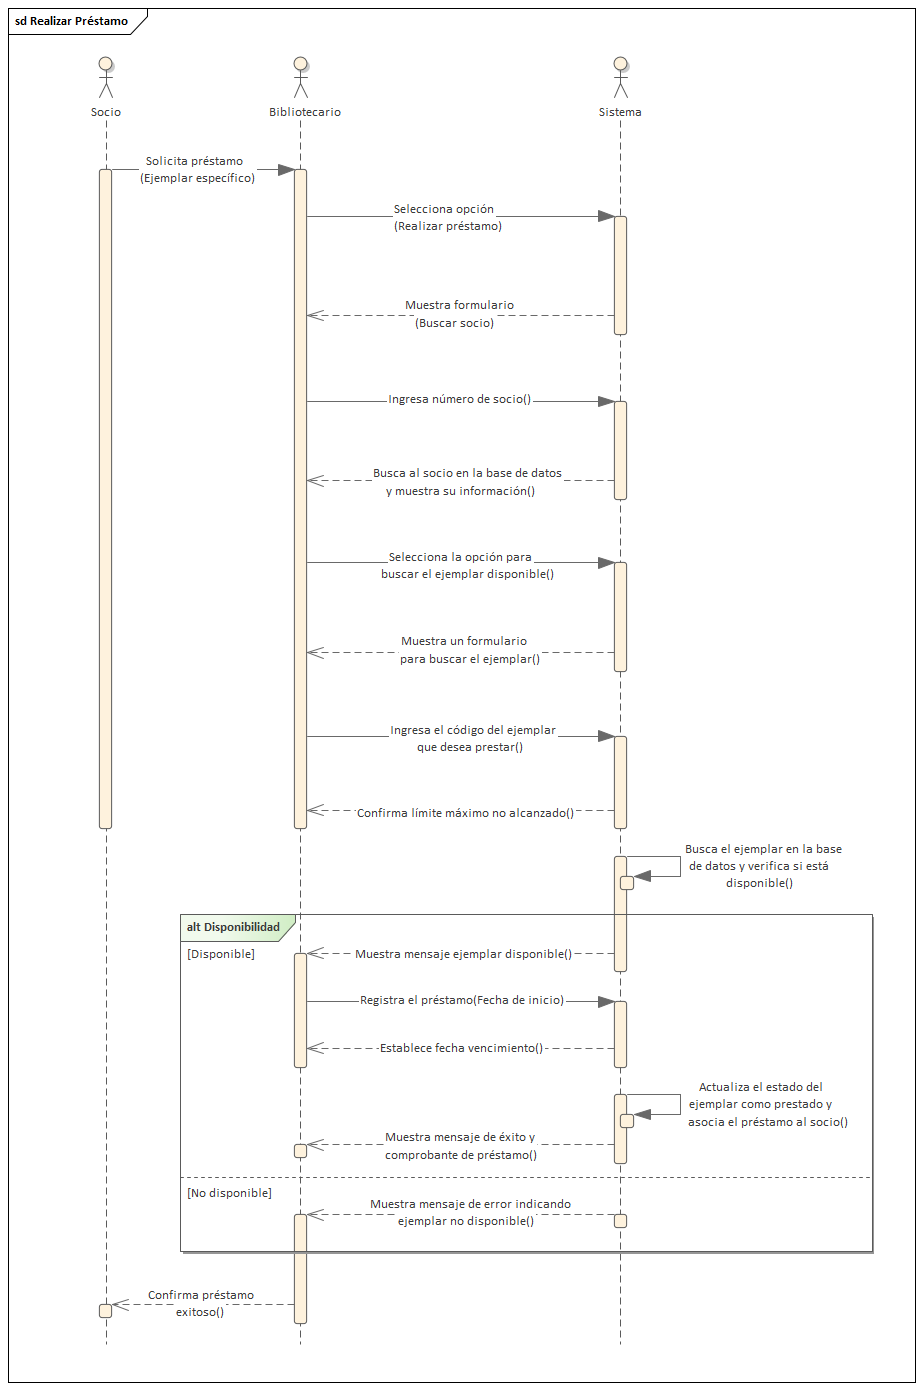 sd Realizar Préstamo
Socio
Bibliotecario
Sistema
Solicita préstamo
(Ejemplar específico)
Selecciona opción
(Realizar préstamo)
Muestra formulario
(Buscar socio)
Ingresa número de socio()
Busca al socio en la base de datos
y muestra su información()
Selecciona la opción para
buscar el ejemplar disponible()
Muestra un formulario
para buscar el ejemplar()
Ingresa el código del ejemplar
que desea prestar()
Confirma límite máximo no alcanzado()
Busca el ejemplar en la base
de datos y verifica si está
disponible()
alt Disponibilidad
[Disponible]
Muestra mensaje ejemplar disponible()
Registra el préstamo(Fecha de inicio)
Establece fecha vencimiento()
Actualiza el estado del
ejemplar como prestado y
asocia el préstamo al socio()
Muestra mensaje de éxito y
comprobante de préstamo()
[No disponible]
Muestra mensaje de error indicando
ejemplar no disponible()
Confirma préstamo
exitoso()